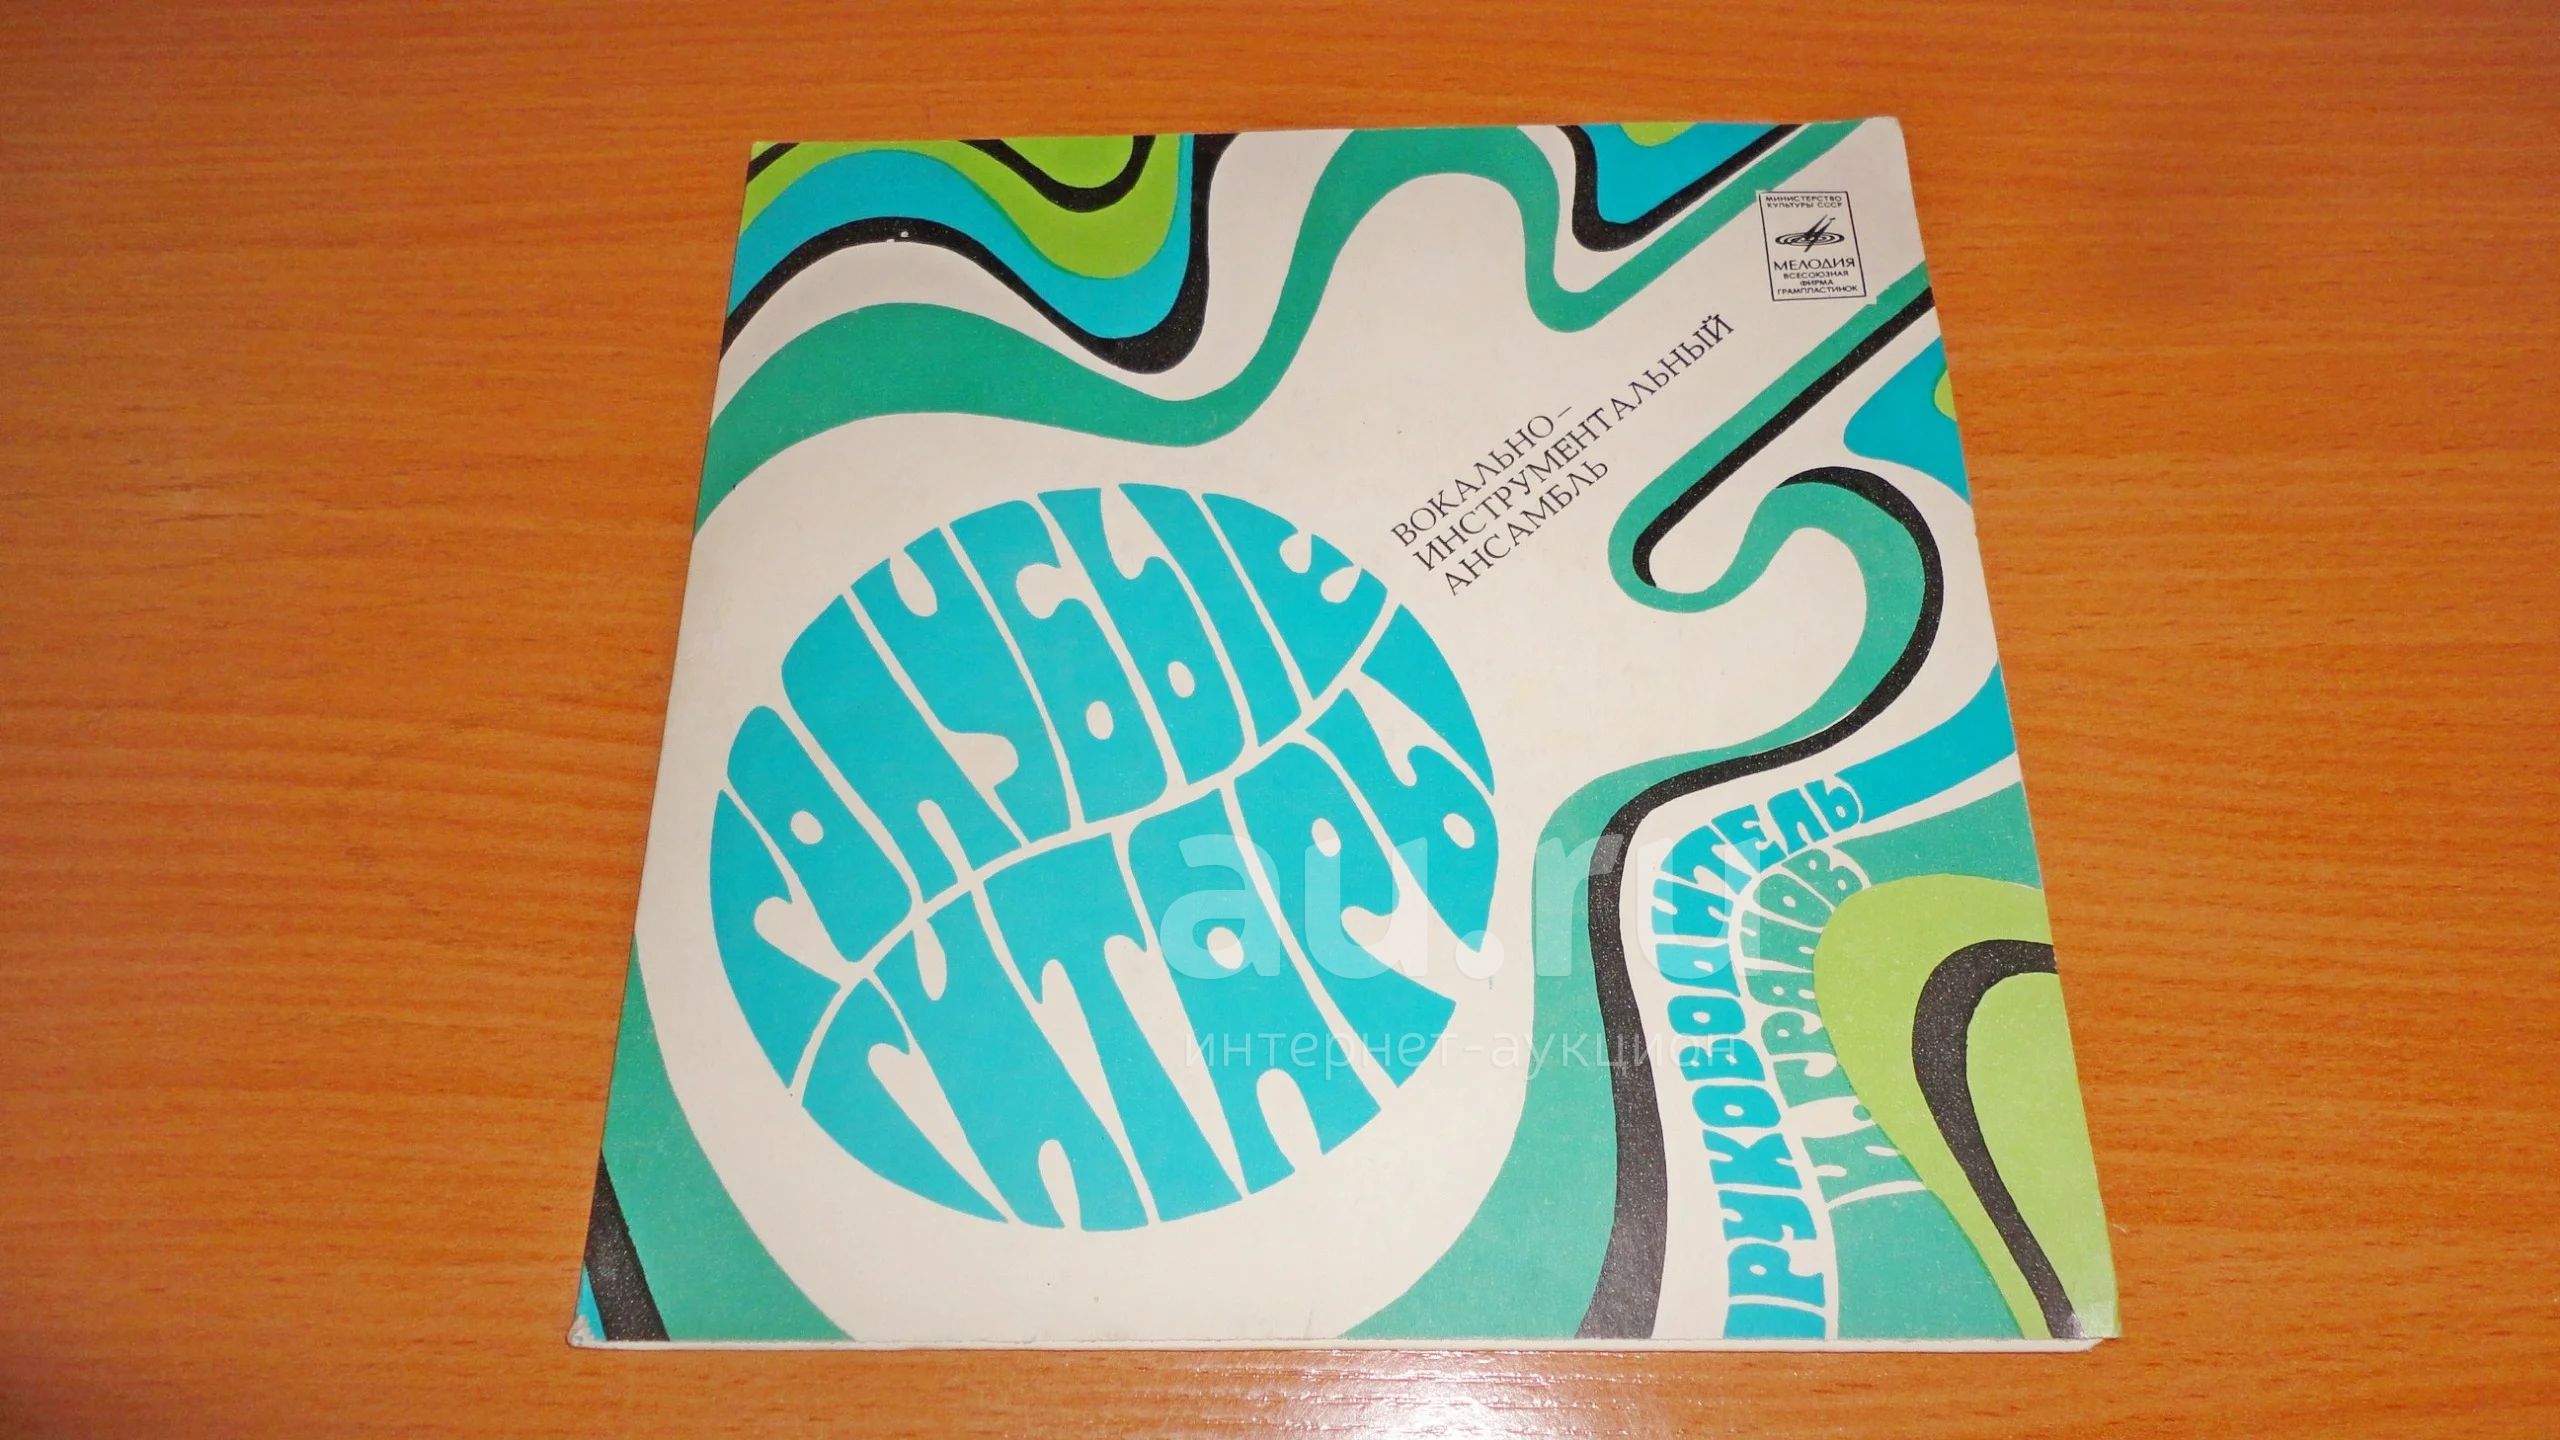 МИНИСТЕРСТВО
КУЛЬТУРЫ СССР
МЕЛОДИЯ
ВСЕСОЮЗНАЯ
ФИРМА
ГРАМПЛАСТИНОК
ВОКАЛЬНО-
ИНСТРУМЕНТАЛЬНЫЙ
АНСАМБЛЬ
ГОЛУБЫЕ
ГИТАРЫ
РУКОВОДИТЕЛЬ
И. ГРАНОВ
au.ru
интернет-аукцион